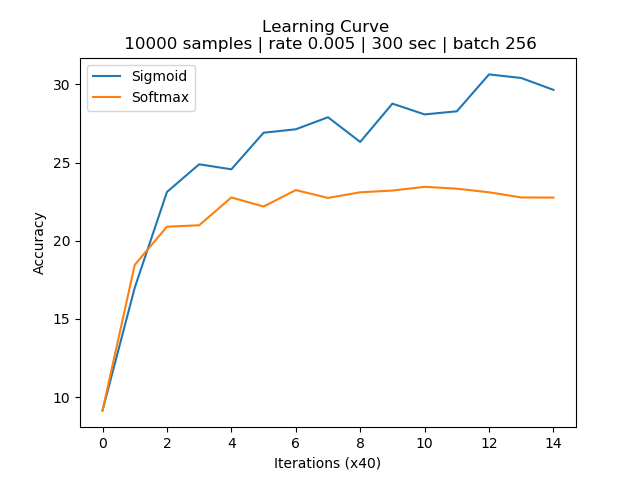 Learning Curve
10000 samples | rate 0.005 | 300 sec | batch 256
Sigmoid
Softmax
Accuracy
30
25
20
15
10
0 2 4 6 8 10 12 14
Iterations (x40)